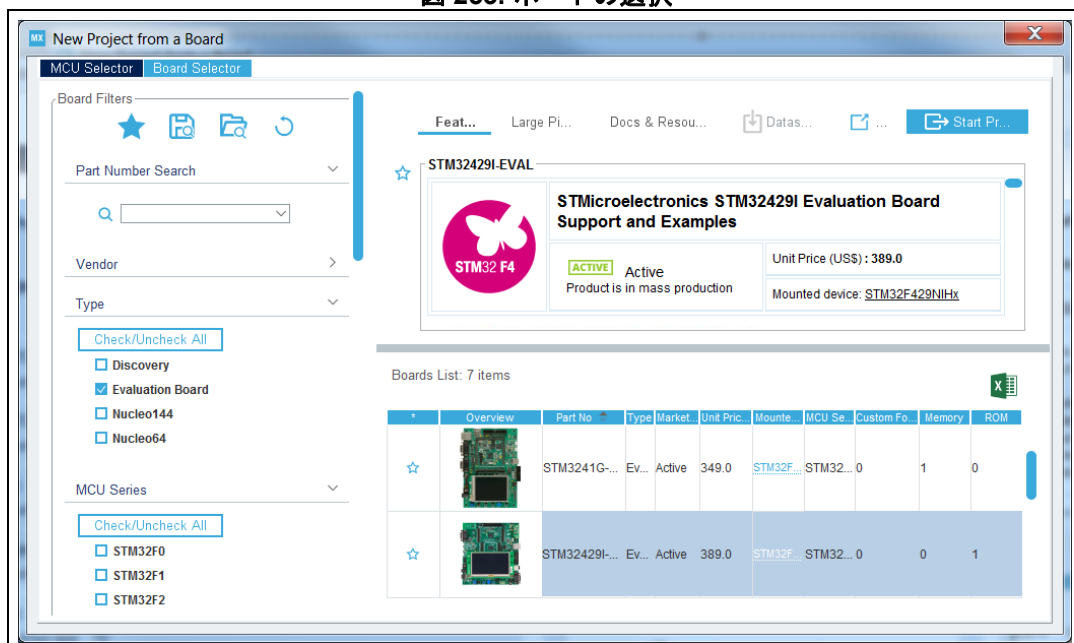 New Project from a Board
MCU Selector Board Selector
Board Filters
Part Number Search
Vendor
Type
Check/Uncheck All
Discovery
Evaluation Board
Nucleo144
Nucleo64
MCU Series
Check/Uncheck All
STM32F0
STM32F1
STM32F2
Feat... Large Pi... Docs & Resou... Datas... ... Start Pr...
STM32429I-EVAL
STM32 F4
STMicroelectronics STM32429I Evaluation Board
Support and Examples
ACTIVE Active
Product is in mass production
Unit Price (US$) : 389.0
Mounted device: STM32F429NIHx
Boards List: 7 items
* Overview Part No Type Market... Unit Pric... Mounte... MCU Se... Custom Fo... Memory ROM
STM3241G-... Ev... Active 349.0 STM32F... STM32... 0 1 0
STM32429I-... Ev... Active 389.0 STM32F... STM32... 0 0 1